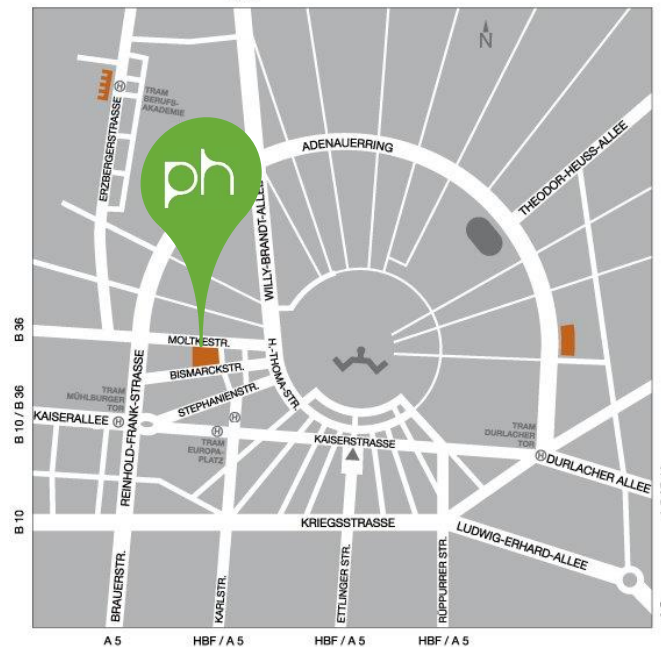 N
TRAM
BERUFS-
AKADEMIE
H
ERZBERGERSTRASSE
ph
ADENAUERRING
THEODOR-HEUSS-ALLEE
WILLY-BRANDT-ALLEE
B 36
MOLTKESTR.
BISMARCKSTR.
H.-THOMA-STR.
STEPHANIENSTR.
REINHOLD-FRANK-STRASSE
TRAM
MÜHLBURGER
TOR
B 10 / B 36
KAISERALLEE
H
H
H
TRAM
EUROPA-
PLATZ
KAISERSTRASSE
TRAM
DURLACHER
TOR
H
DURLACHER ALLEE
B 10
KRIEGSSTRASSE
LUDWIG-ERHARD-ALLEE
BRAUERSTR.
KARLSTR.
ETTLINGER STR.
RÜPPURRER STR.
A 5
HBF / A 5
HBF / A 5
HBF / A 5